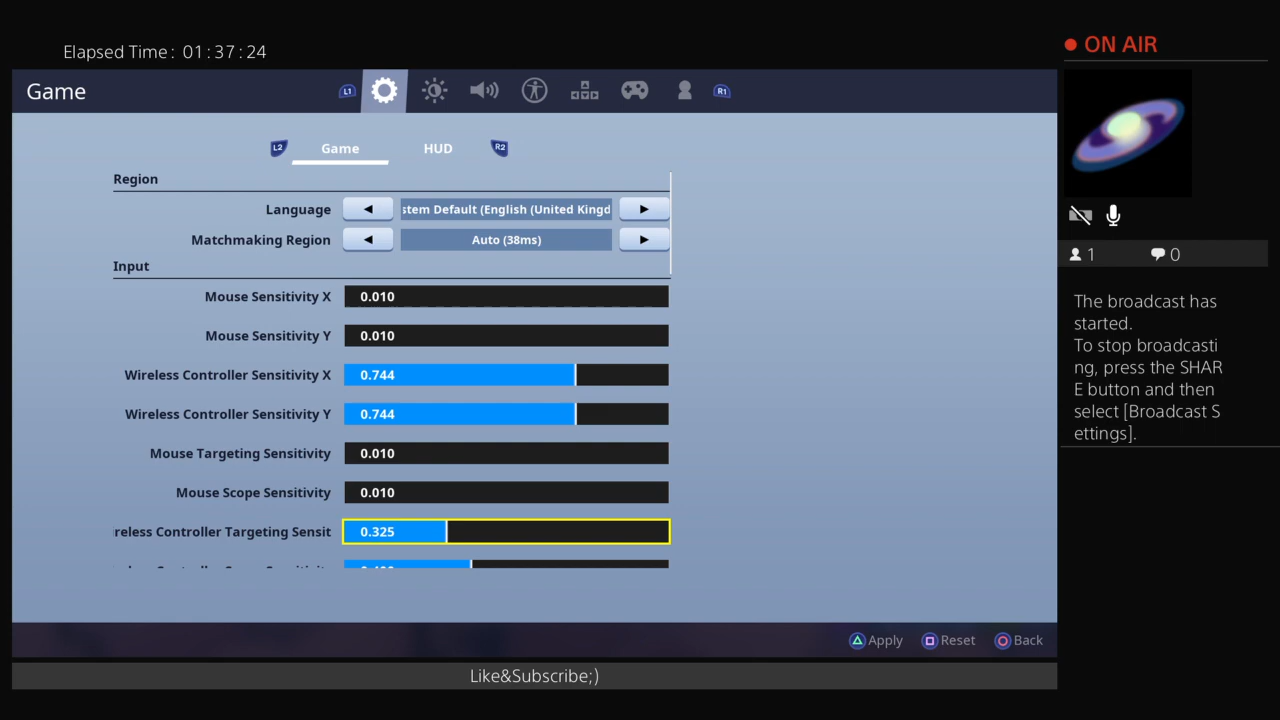 Elapsed Time: 01:37:24
ON AIR
Game
L1
R1
L2
Game
HUD
R2
Region
Language
stem Default (English (United Kingd
Matchmaking Region
Auto (38ms)
Input
Mouse Sensitivity X
0.010
Mouse Sensitivity Y
0.010
Wireless Controller Sensitivity X
0.744
Wireless Controller Sensitivity Y
0.744
Mouse Targeting Sensitivity
0.010
Mouse Scope Sensitivity
0.010
reless Controller Targeting Sensit
0.325
Apply
Reset
Back
Like&Subscribe;)
1
0
The broadcast has
started.
To stop broadcasti
ng, press the SHAR
E button and then
select [Broadcast S
ettings].